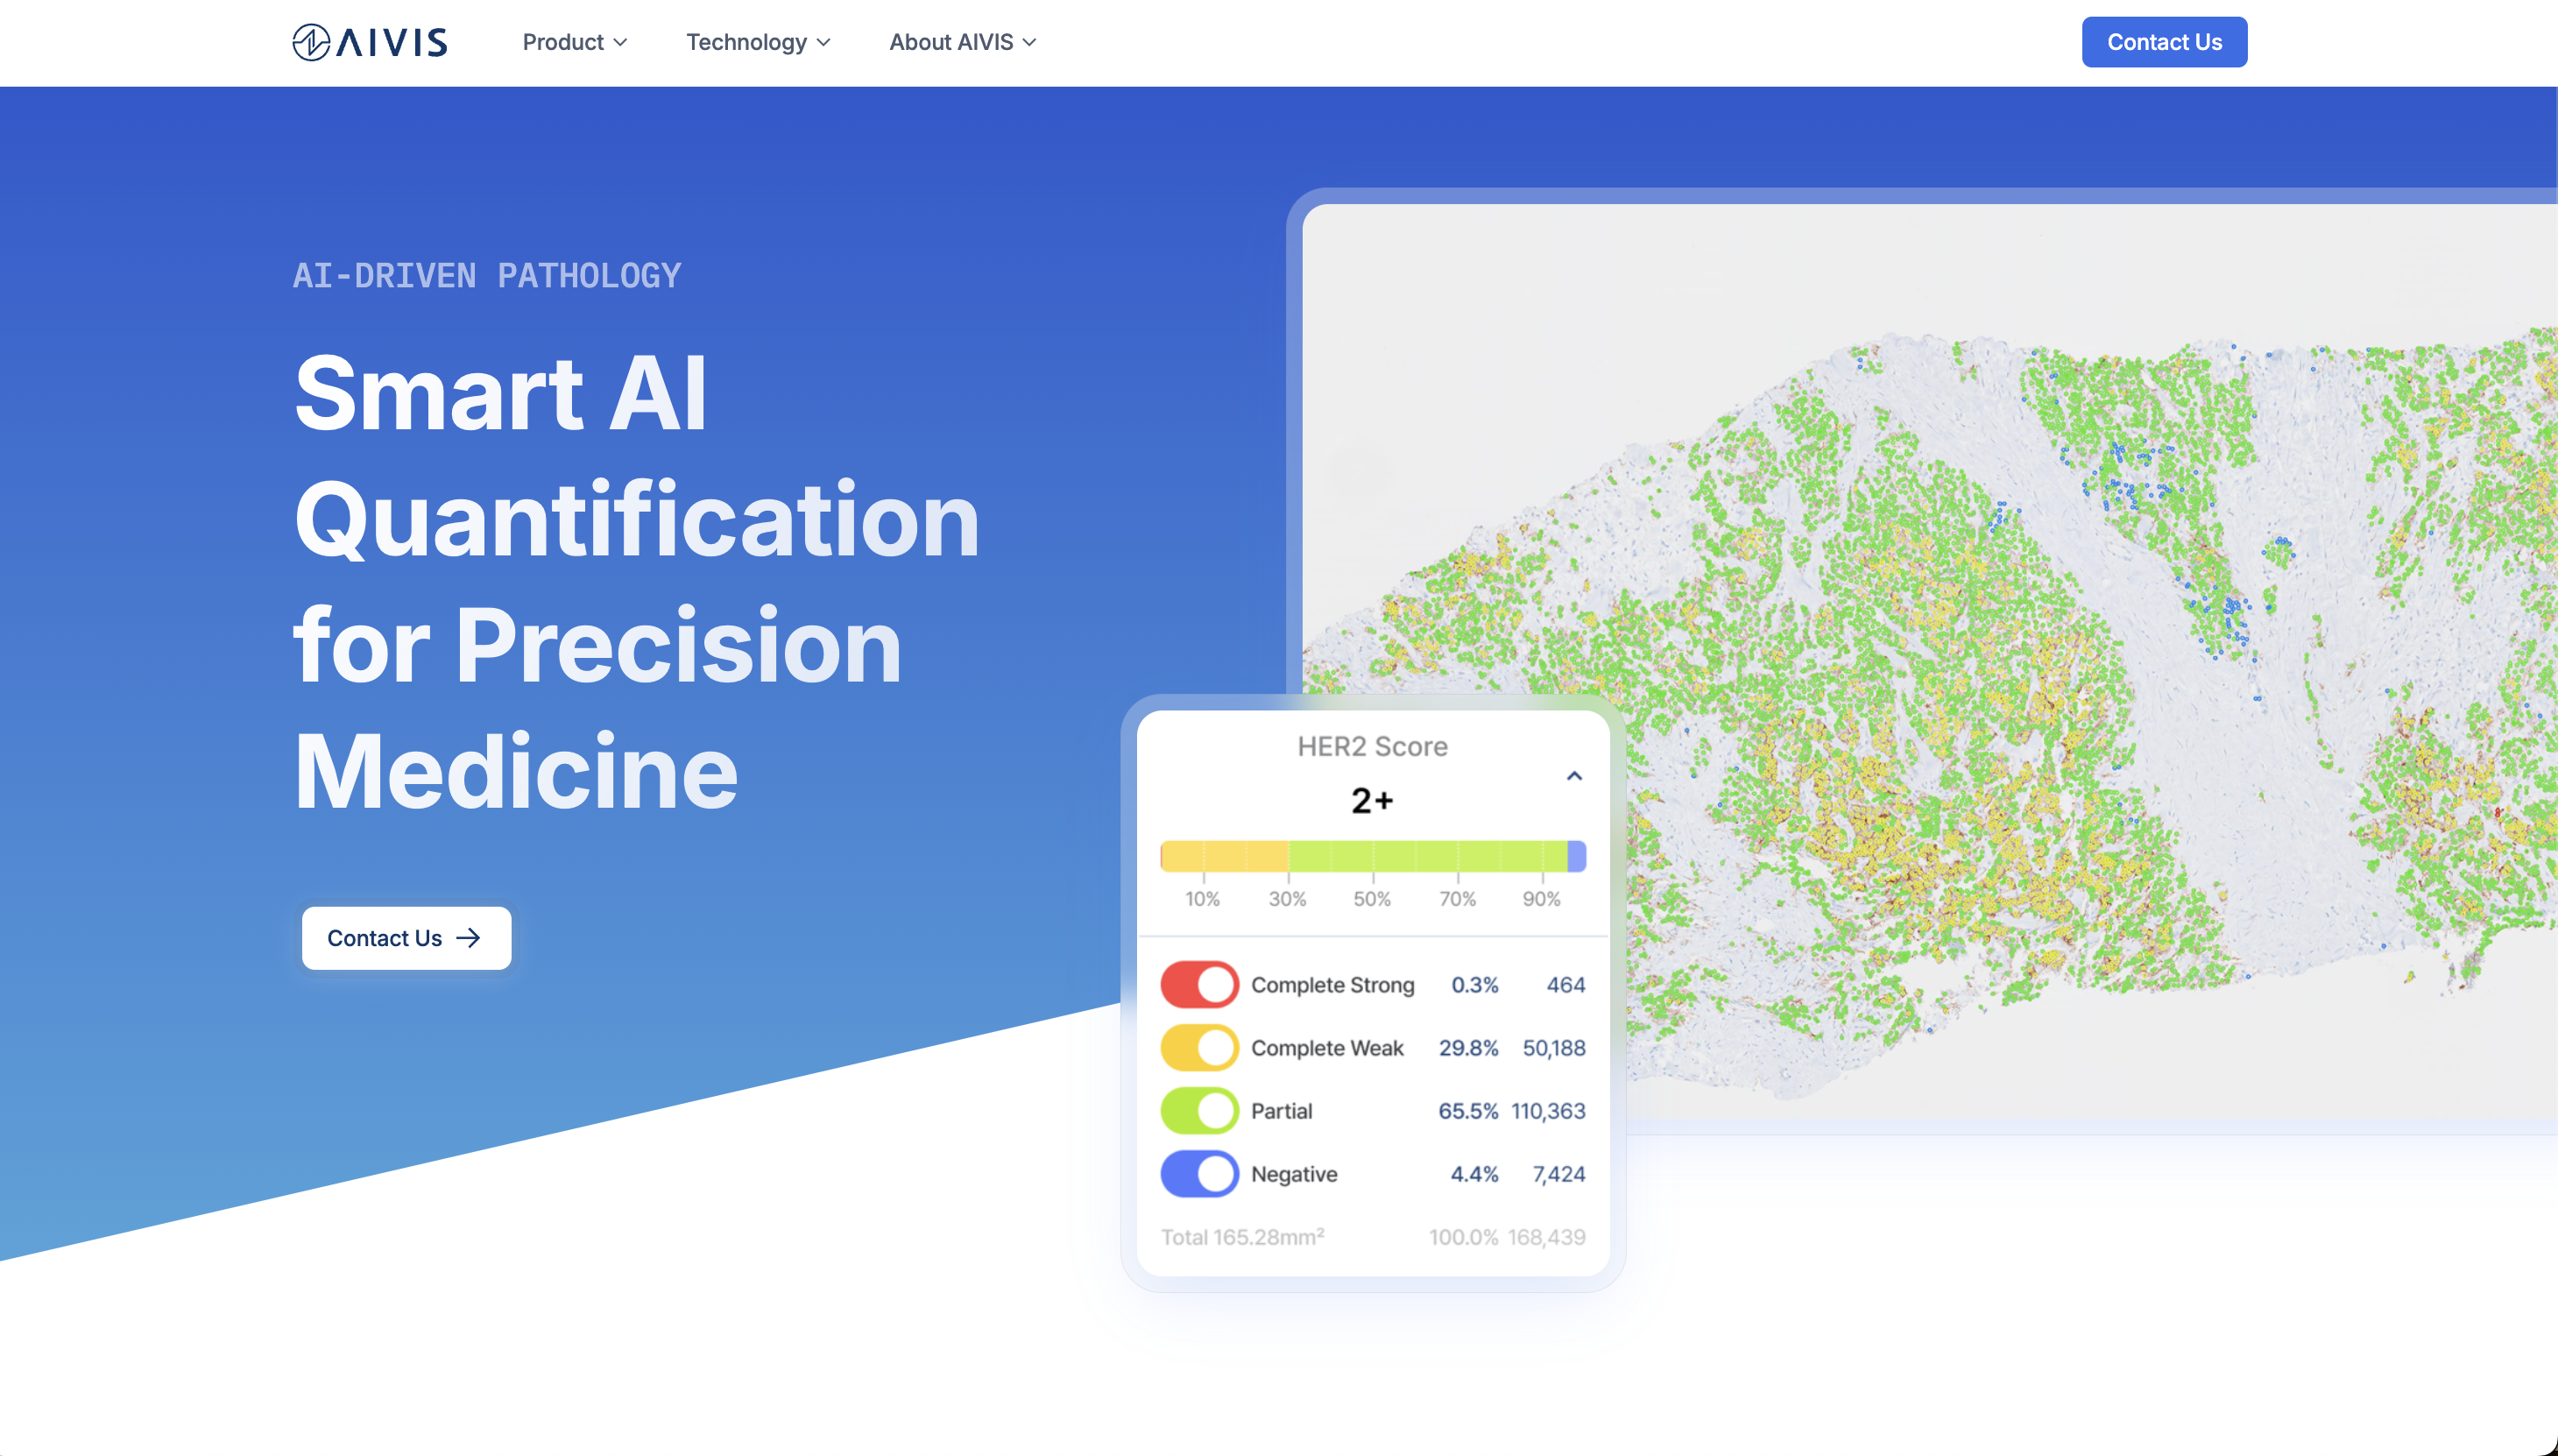 AIVIS
Product
Technology
About AIVIS
Contact Us
AI-DRIVEN PATHOLOGY
Smart AI
Quantification
for Precision
Medicine
Contact Us
HER2 Score
2+
10% 30% 50% 70% 90%
Complete Strong 0.3% 464
Complete Weak 29.8% 50,188
Partial 65.5% 110,363
Negative 4.4% 7,424
Total 165.28mm² 100.0% 168,439